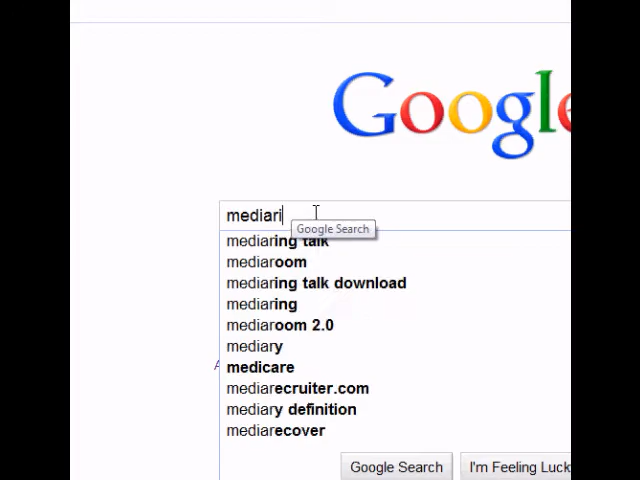 Google
mediari
Google Search
mediaring talk
mediaroom
mediaring talk download
mediaring
mediaroom 2.0
mediary
medicare
mediarecruiter.com
mediary definition
mediarecover
Google Search
I'm Feeling Luck